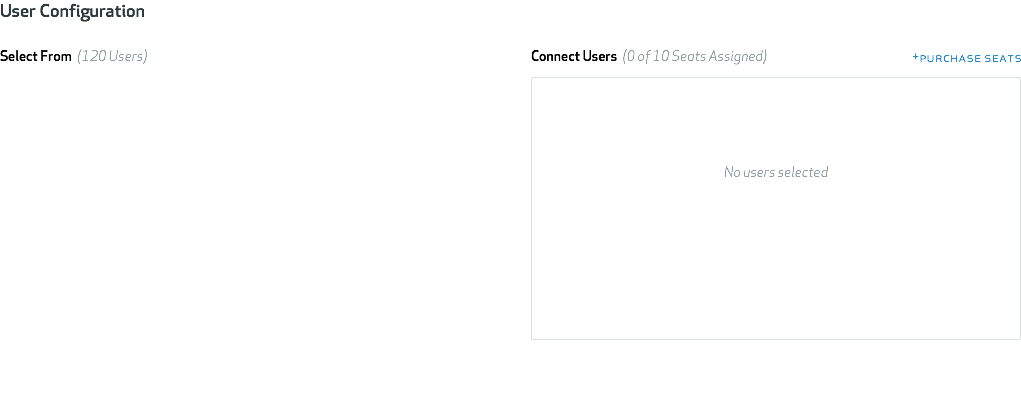 User Configuration
Select From (120 Users)
Connect Users (0 of 10 Seats Assigned)
+PURCHASE SEATS
No users selected